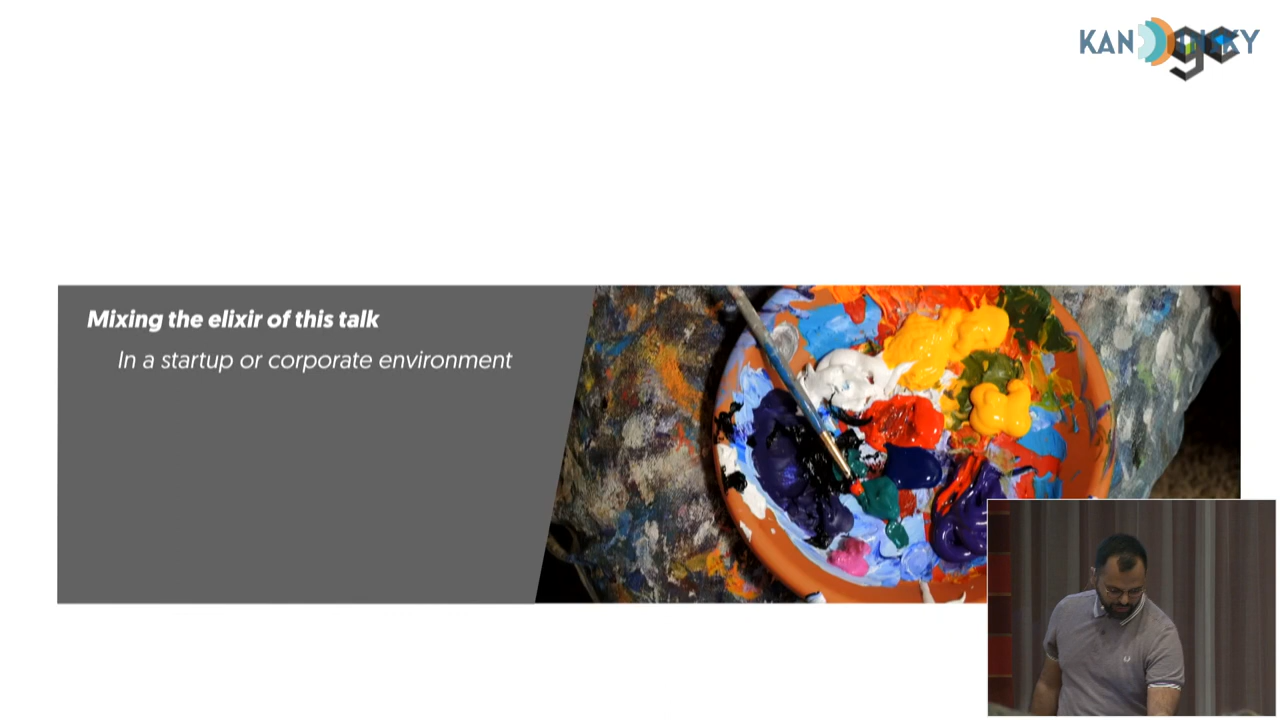 Mixing the elixir of this talk
In a startup or corporate environment